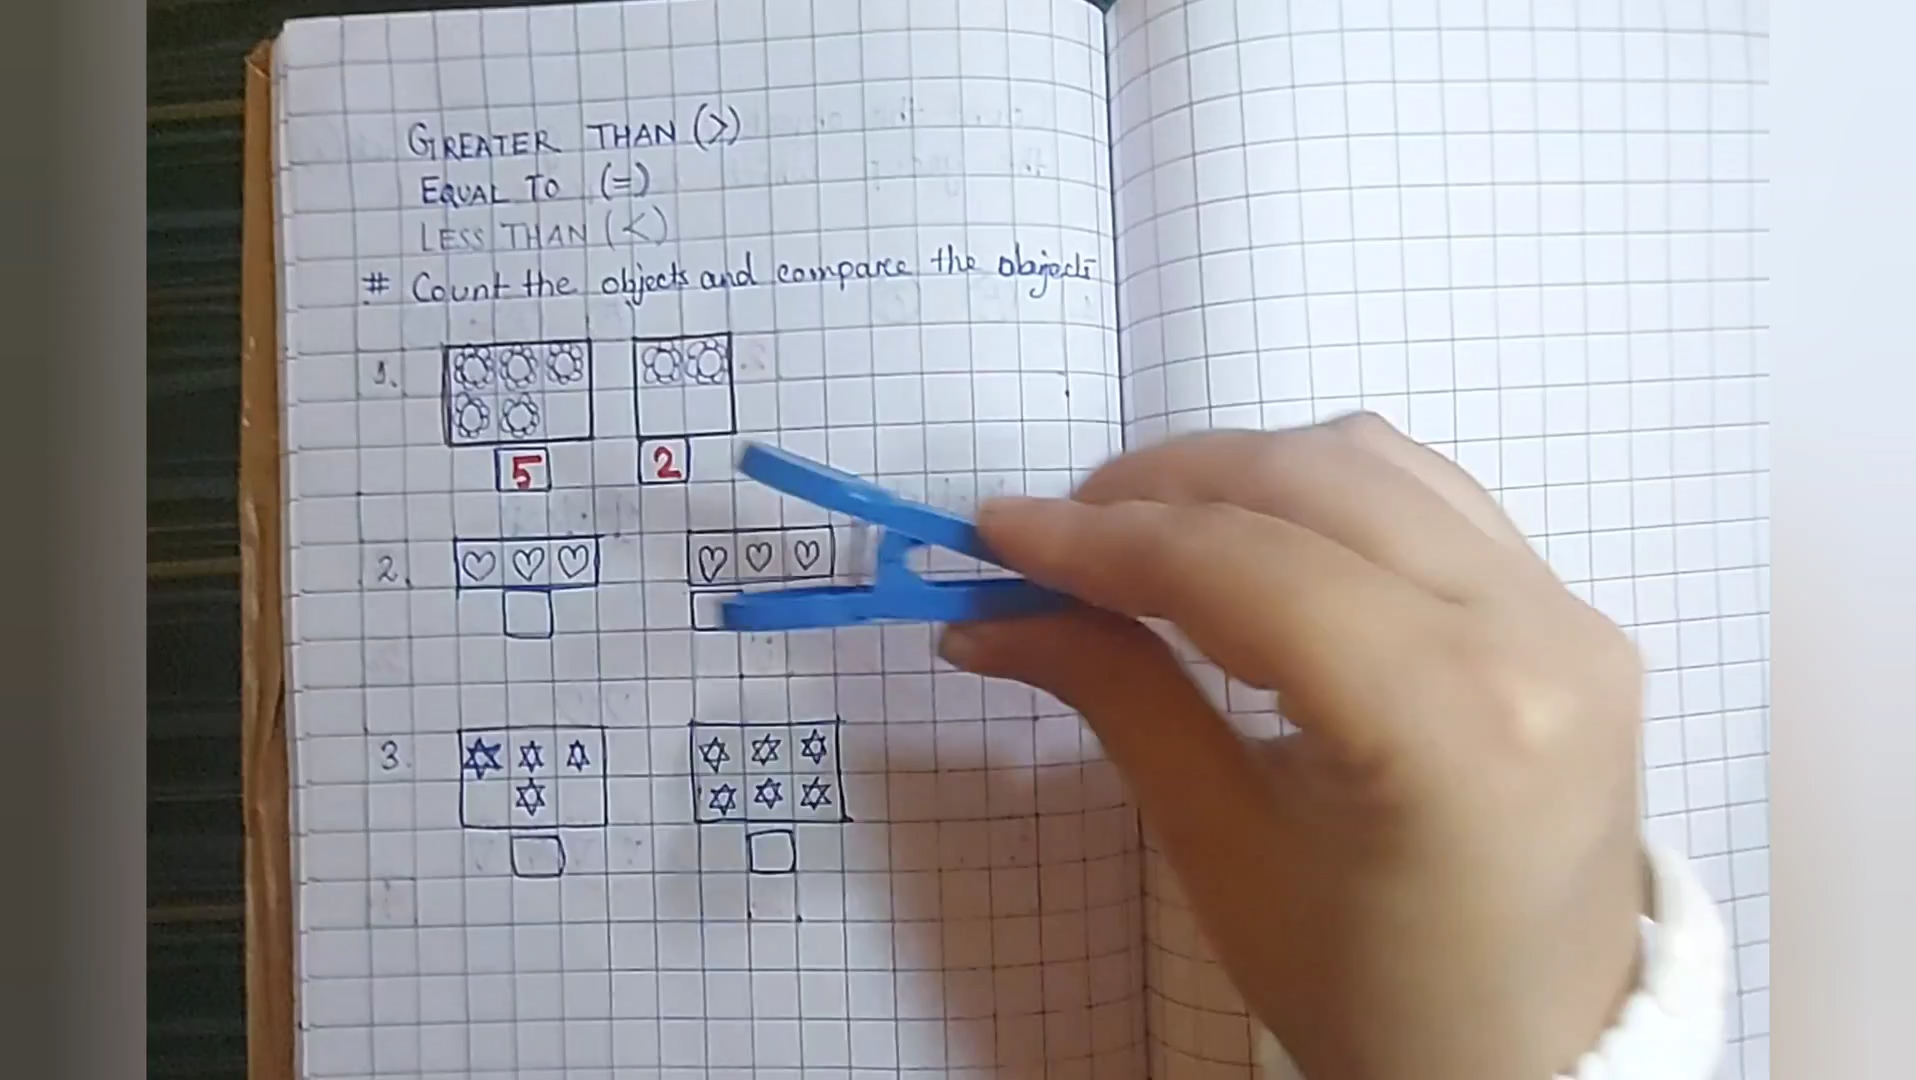 GREATER THAN (>)
EQUAL TO (=)
LESS THAN (<)
# Count the objects and compare the objects
1.
5 2
2.
3.